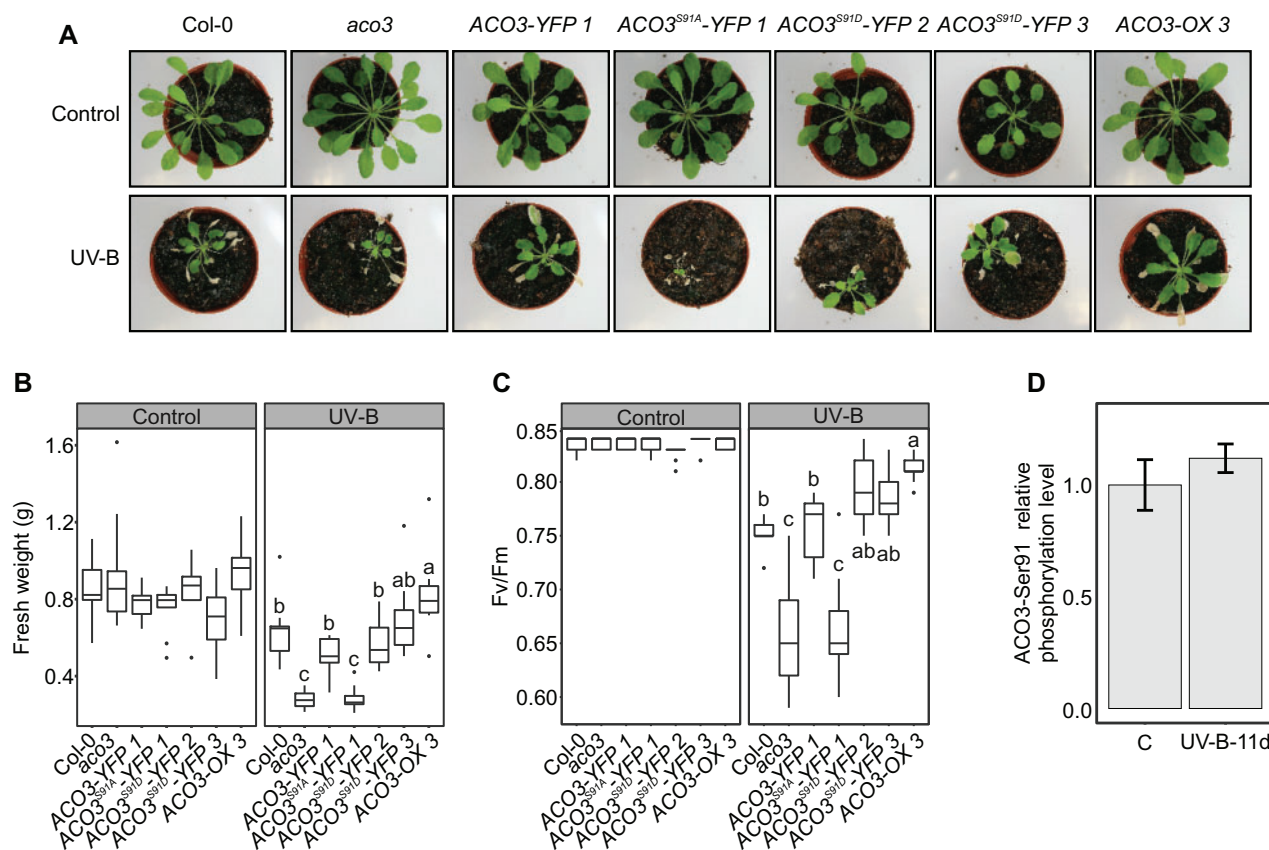 A
Col-0 aco3 ACO3-YFP 1 ACO3S91A-YFP 1 ACO3S91D-YFP 2 ACO3S91D-YFP 3 ACO3-OX 3
Control
UV-B
B
Control UV-B
Fresh weight (g)
1.6
1.2
0.8
0.4
b c b c b ab a
Col-0 aco3 ACO3-YFP 1 ACO3S91A-YFP 1 ACO3S91D-YFP 2 ACO3S91D-YFP 3 ACO3-OX 3
Col-0 aco3 ACO3-YFP 1 ACO3S91A-YFP 1 ACO3S91D-YFP 2 ACO3S91D-YFP 3 ACO3-OX 3
C
Control UV-B
Fv/Fm
0.85
0.80
0.75
0.70
0.65
0.60
b c b c ab ab a
Col-0 aco3 ACO3-YFP 1 ACO3S91A-YFP 1 ACO3S91D-YFP 2 ACO3S91D-YFP 3 ACO3-OX 3
Col-0 aco3 ACO3-YFP 1 ACO3S91A-YFP 1 ACO3S91D-YFP 2 ACO3S91D-YFP 3 ACO3-OX 3
D
ACO3-Ser91 relative
phosphorylation level
1.0
0.5
0.0
C UV-B-11d